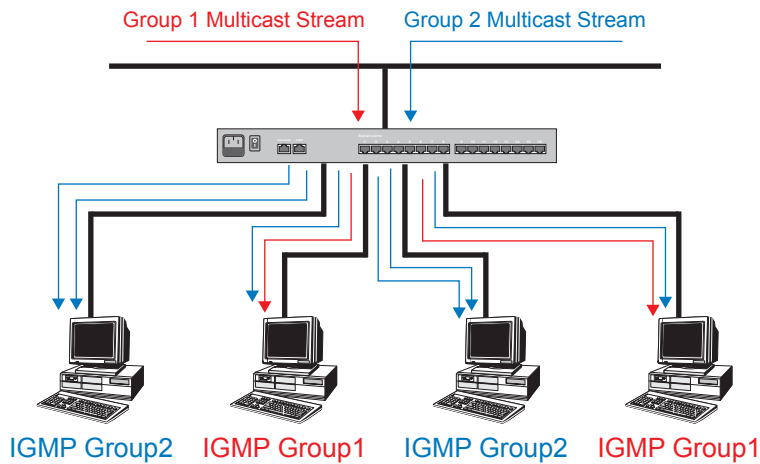 Group 1 Multicast Stream
Group 2 Multicast Stream
IGMP Group2
IGMP Group1
IGMP Group2
IGMP Group1